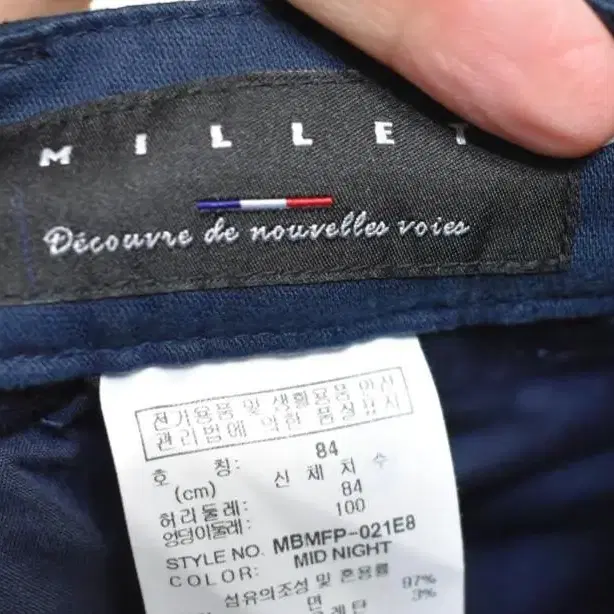 MILLET
Découvre de nouvelles voies
전기용품 및 생활용품 안전
관리법에 의한 품질표시
호 칭: 84
(cm) 신 체 치 수
허리둘레: 84
엉덩이둘레: 100
STYLE NO. MBMFP-021E8
COLOR: MID NIGHT
섬유의조성 및 혼용률
면 97%
3%